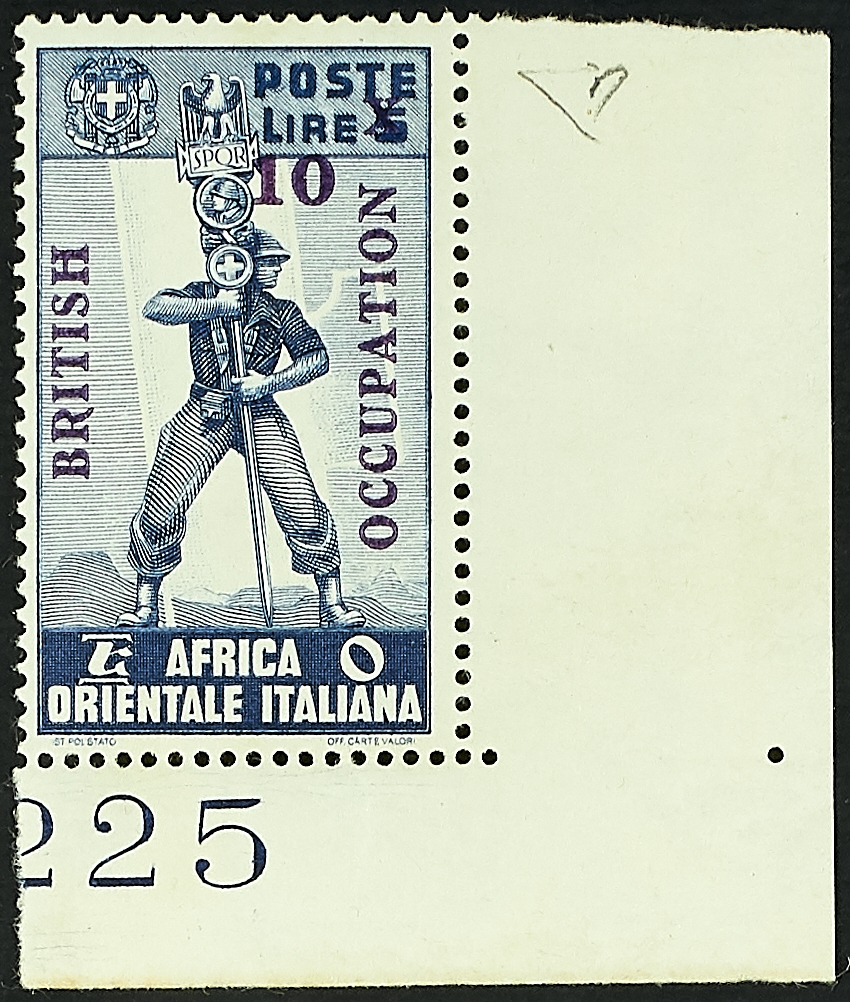 POSTE
LIRE 5
X
SPQR
10
BRITISH
OCCUPATION
AFRICA
ORIENTALE ITALIANA
IST. POL. STATO
OFF. CARTE VALORI
225